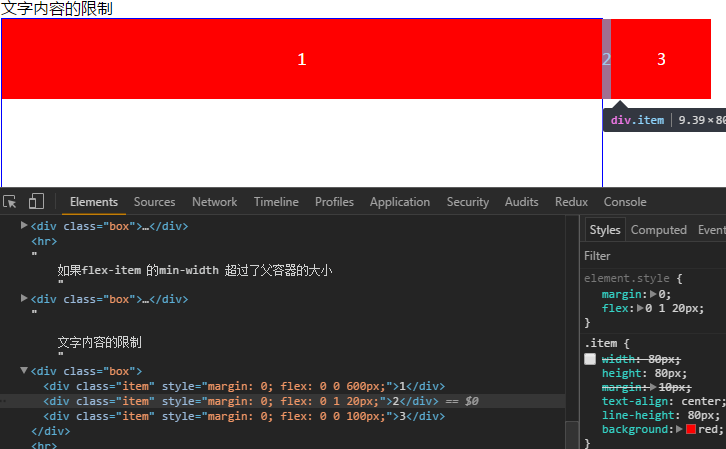 文字内容的限制
1
2
3
div.item | 9.39×80
Elements Sources Network Timeline Profiles Application Security Audits Redux Console
<div class="box">…</div>
<hr>
"
如果flex-item 的min-width 超过了父容器的大小
"
<div class="box">…</div>
"
文字内容的限制
"
<div class="box">
<div class="item" style="margin: 0; flex: 0 0 600px;">1</div>
<div class="item" style="margin: 0; flex: 0 1 20px;">2</div> == $0
<div class="item" style="margin: 0; flex: 0 0 100px;">3</div>
</div>
<hr>
Styles Computed Event
Filter
element.style {
margin: 0;
flex: 0 1 20px;
}
.item {
width: 80px;
height: 80px;
margin: 10px;
text-align: center;
line-height: 80px;
background: red;
}